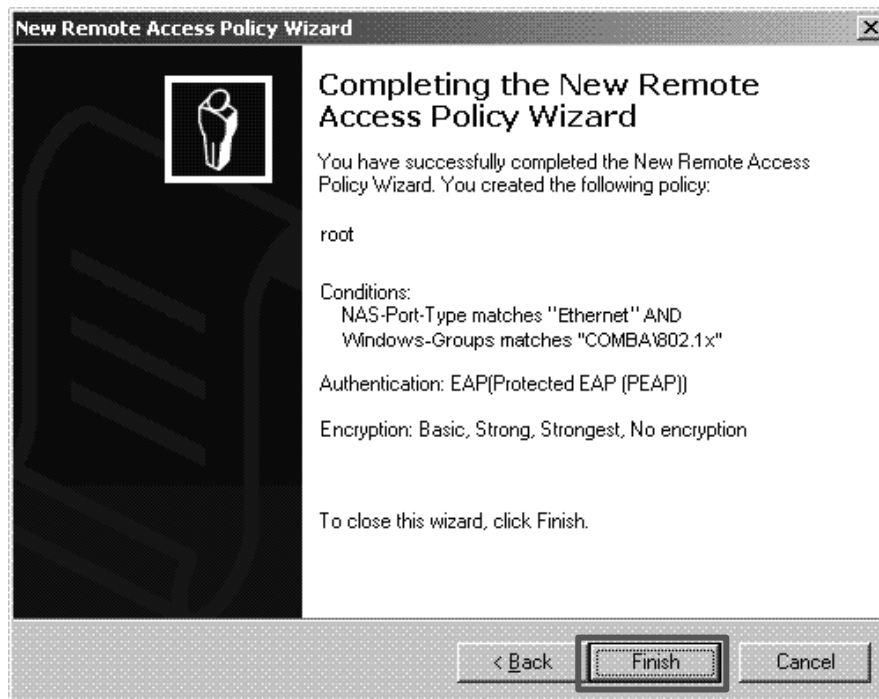 New Remote Access Policy Wizard
Completing the New Remote
Access Policy Wizard
You have successfully completed the New Remote Access
Policy Wizard. You created the following policy:
root
Conditions:
NAS-Port-Type matches "Ethernet" AND
Windows-Groups matches "COMBA\802.1x"
Authentication: EAP(Protected EAP (PEAP))
Encryption: Basic, Strong, Strongest, No encryption
To close this wizard, click Finish.
< Back Finish Cancel